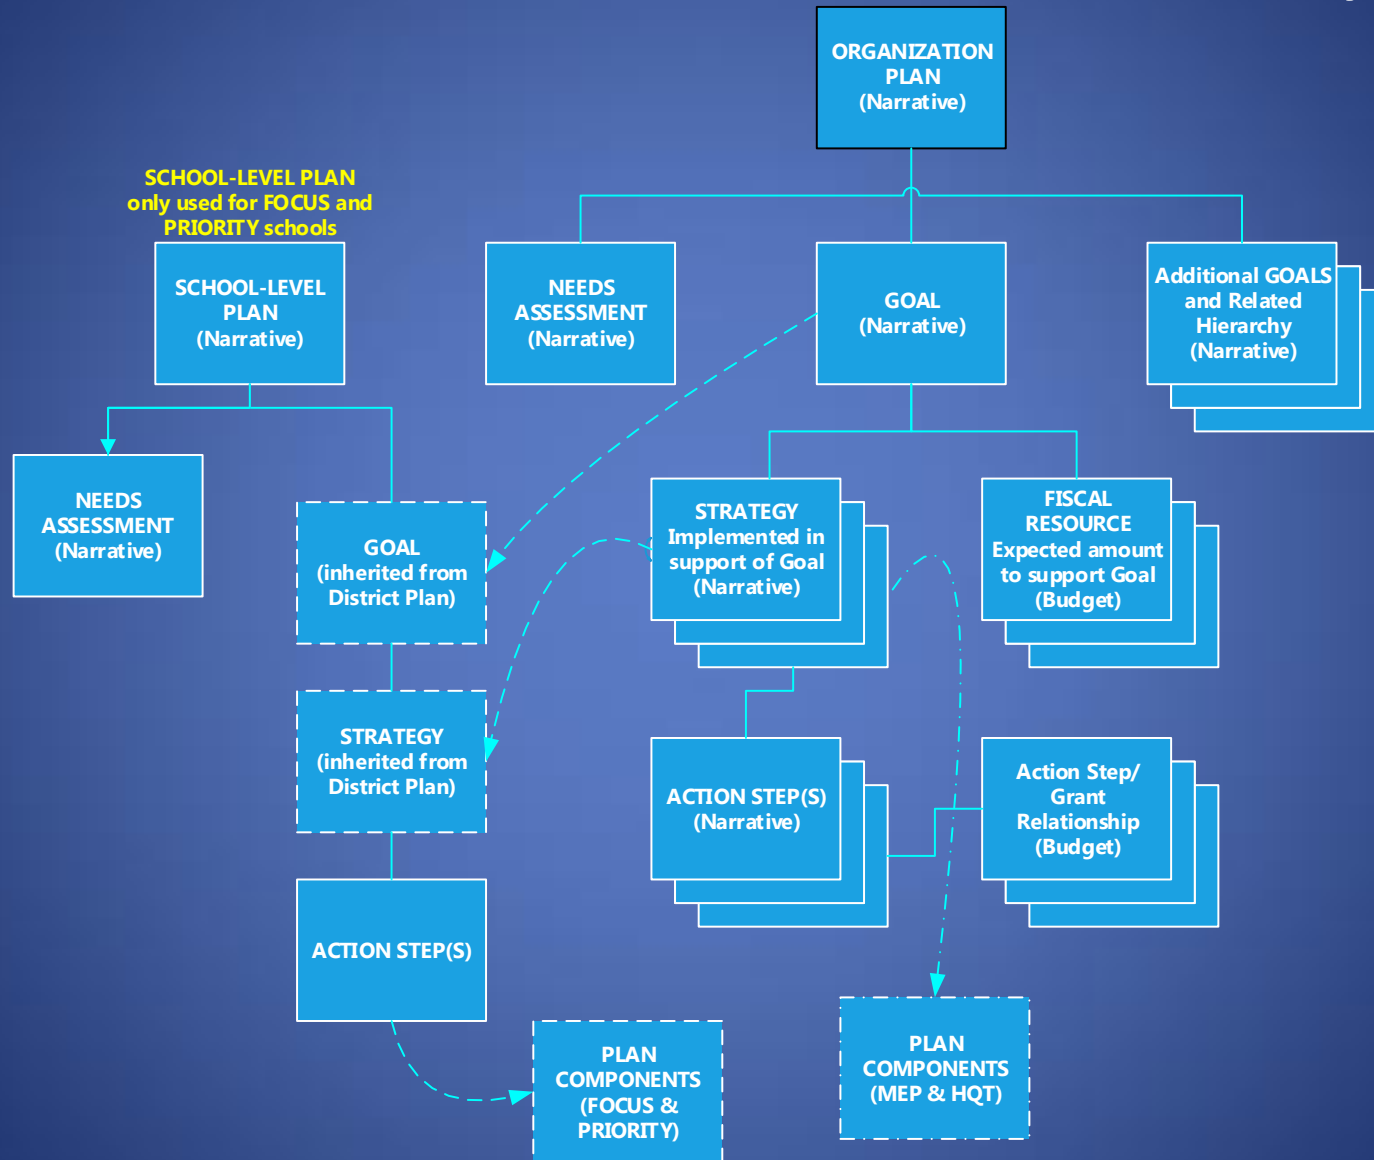 ORGANIZATION
PLAN
(Narrative)
SCHOOL-LEVEL PLAN
only used for FOCUS and
PRIORITY schools
SCHOOL-LEVEL
PLAN
(Narrative)
NEEDS
ASSESSMENT
(Narrative)
GOAL
(Narrative)
Additional GOALS
and Related
Hierarchy
(Narrative)
NEEDS
ASSESSMENT
(Narrative)
GOAL
(inherited from
District Plan)
STRATEGY
Implemented in
support of Goal
(Narrative)
FISCAL
RESOURCE
Expected amount
to support Goal
(Budget)
STRATEGY
(inherited from
District Plan)
ACTION STEP(S)
(Narrative)
Action Step/
Grant
Relationship
(Budget)
ACTION STEP(S)
PLAN
COMPONENTS
(FOCUS &
PRIORITY)
PLAN
COMPONENTS
(MEP & HQT)